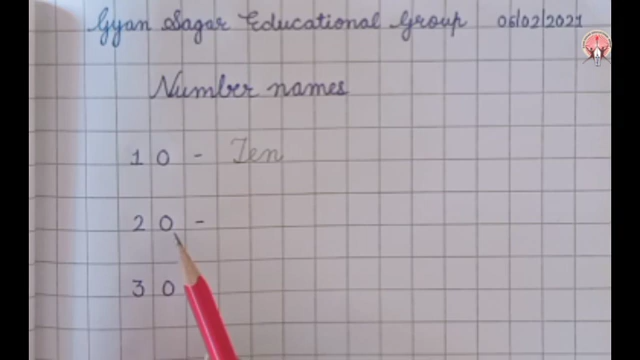 Gyan Sagar Educational Group 06/02/2021
Number names
10 - Ten
20 -
30